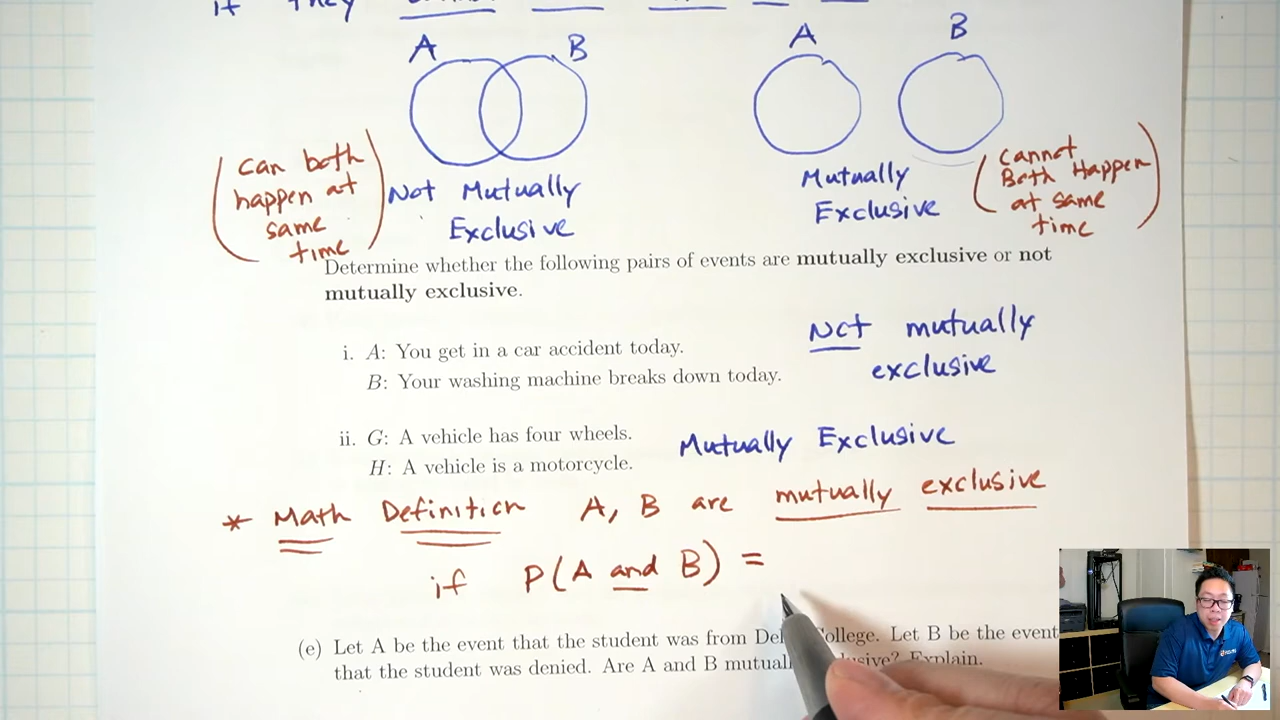 if they
A B A B
(can both happen at same time)
Not Mutually Exclusive
Mutually Exclusive
(Cannot Both Happen at same time)
Determine whether the following pairs of events are mutually exclusive or not
mutually exclusive.
i. A: You get in a car accident today.
B: Your washing machine breaks down today.
Not mutually
exclusive
ii. G: A vehicle has four wheels.
H: A vehicle is a motorcycle.
Mutually Exclusive
* Math Definition A, B are mutually exclusive
if P(A and B) =
(e) Let A be the event that the student was from College. Let B be the event
that the student was denied. Are A and B Explain.